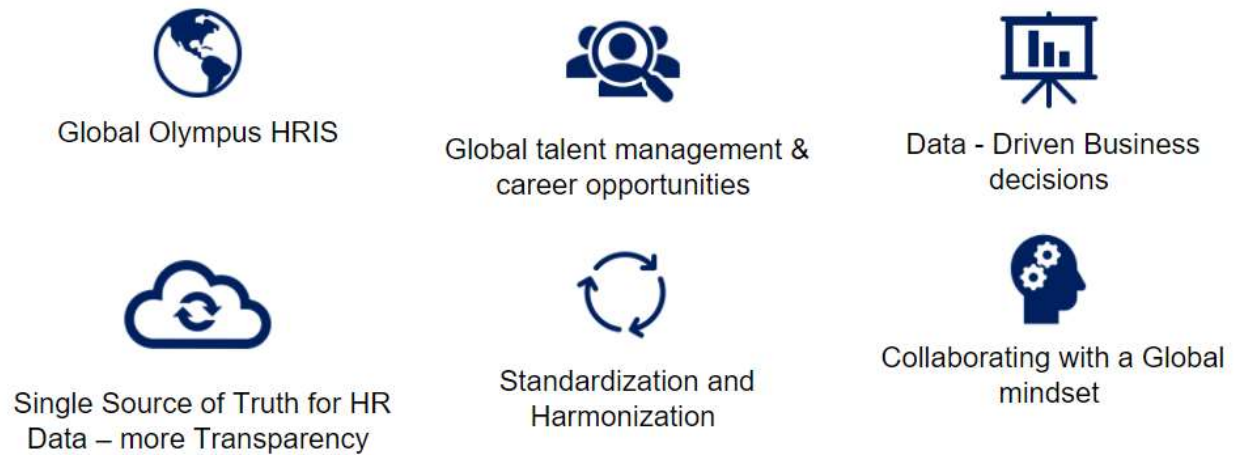 Global Olympus HRIS
Global talent management &
career opportunities
Data - Driven Business
decisions
Single Source of Truth for HR
Data – more Transparency
Standardization and
Harmonization
Collaborating with a Global
mindset